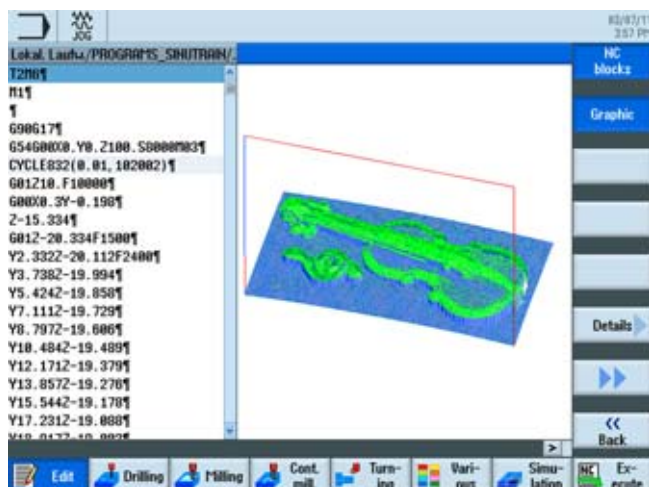 JOG
3:57 PM
Lokal. Laufw./PROGRAMS_SINUTRAIN/..
NC
blocks
T2M6¶
M1¶
¶
G90G17¶
G54G00X0.Y0.Z100.S8000M03¶
CYCLE832(0.01,102002)¶
G01Z10.F10000¶
G00X0.3Y-0.198¶
Z-15.334¶
G01Z-20.334F1500¶
Y2.332Z-20.112F2400¶
Y3.738Z-19.994¶
Y5.424Z-19.858¶
Y7.111Z-19.729¶
Y8.797Z-19.606¶
Y10.484Z-19.489¶
Y12.171Z-19.379¶
Y13.857Z-19.276¶
Y15.544Z-19.178¶
Y17.231Z-19.088¶
Graphic
Details
Back
Edit
Drilling
Milling
Cont.
mill
Turn-
ing
Vari-
ous
Simu-
lation
NC
Ex-
ecute